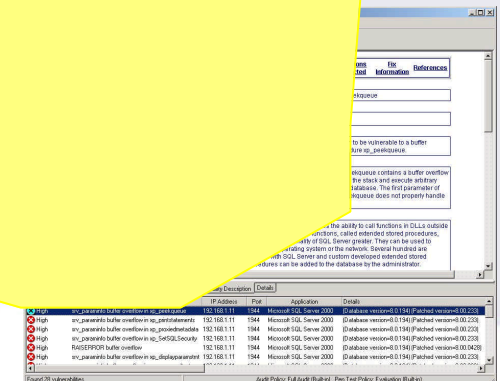 ons Fix References
ted Information
ekqueue
to be vulnerable to a buffer
ure xp_peekqueue.
ekqueue contains a buffer overflow
the stack and execute arbitrary
database. The first parameter of
ekqueue does not properly handle
the ability to call functions in DLLs outside
unctions, called extended stored procedures,
ality of SQL Server greater. They can be used to
erating system or the network. Several hundred are
with SQL Server and custom developed extended stored
edures can be added to the database by the administrator.
Description Details
IP Address Port Application Details
High srv_paraminfo buffer overflow in xp_peekqueue 192.168.1.11 1944 Microsoft SQL Server 2000 (Database version=8.0.194) (Patched version=8.00.233)
High srv_paraminfo buffer overflow in xp_printstatements 192.168.1.11 1944 Microsoft SQL Server 2000 (Database version=8.0.194) (Patched version=8.00.233)
High srv_paraminfo buffer overflow in xp_proxiedmetadata 192.168.1.11 1944 Microsoft SQL Server 2000 (Database version=8.0.194) (Patched version=8.00.233)
High srv_paraminfo buffer overflow in xp_SetSQLSecurity 192.168.1.11 1944 Microsoft SQL Server 2000 (Database version=8.0.194) (Patched version=8.00.233)
High RAISERROR buffer overflow 192.168.1.11 1944 Microsoft SQL Server 2000 (Database version=8.0.194) (Patched version=8.00.0428)
High srv_paraminfo buffer overflow in xp_displayparamstmt 192.168.1.11 1944 Microsoft SQL Server 2000 (Database version=8.0.194) (Patched version=8.00.233)
Found 28 vulnerabilities Audit Policy: Full Audit (Built-in) Pen Test Policy: Evaluation (Built-in)